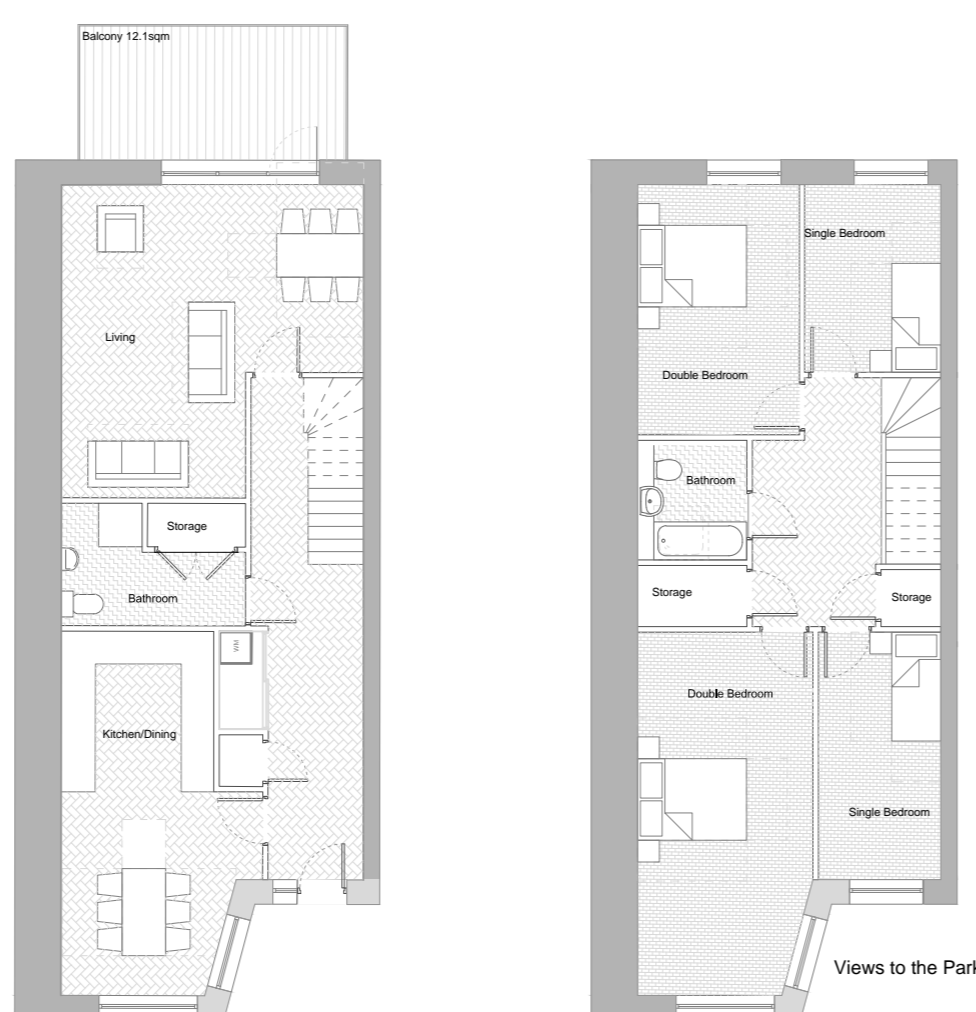 Balcony 12.1sqm
Living
Storage
Bathroom
WM
Kitchen/Dining
Single Bedroom
Double Bedroom
Bathroom
Storage
Storage
Double Bedroom
Single Bedroom
Views to the Park